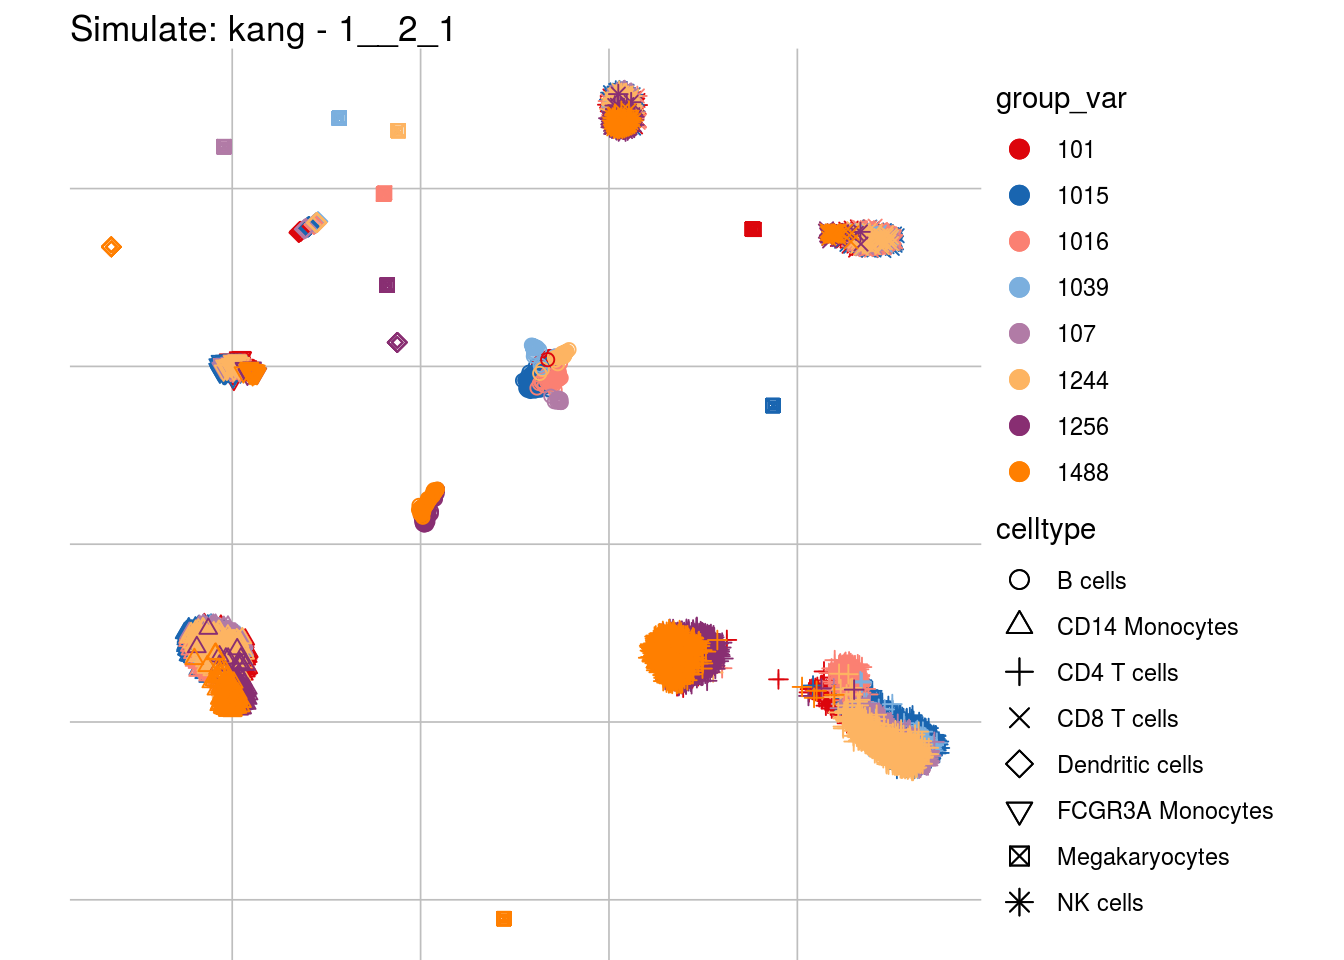 Simulate: kang - 1__2_1
group_var
101
1015
1016
1039
107
1244
1256
1488
celltype
B cells
CD14 Monocytes
CD4 T cells
CD8 T cells
Dendritic cells
FCGR3A Monocytes
Megakaryocytes
NK cells